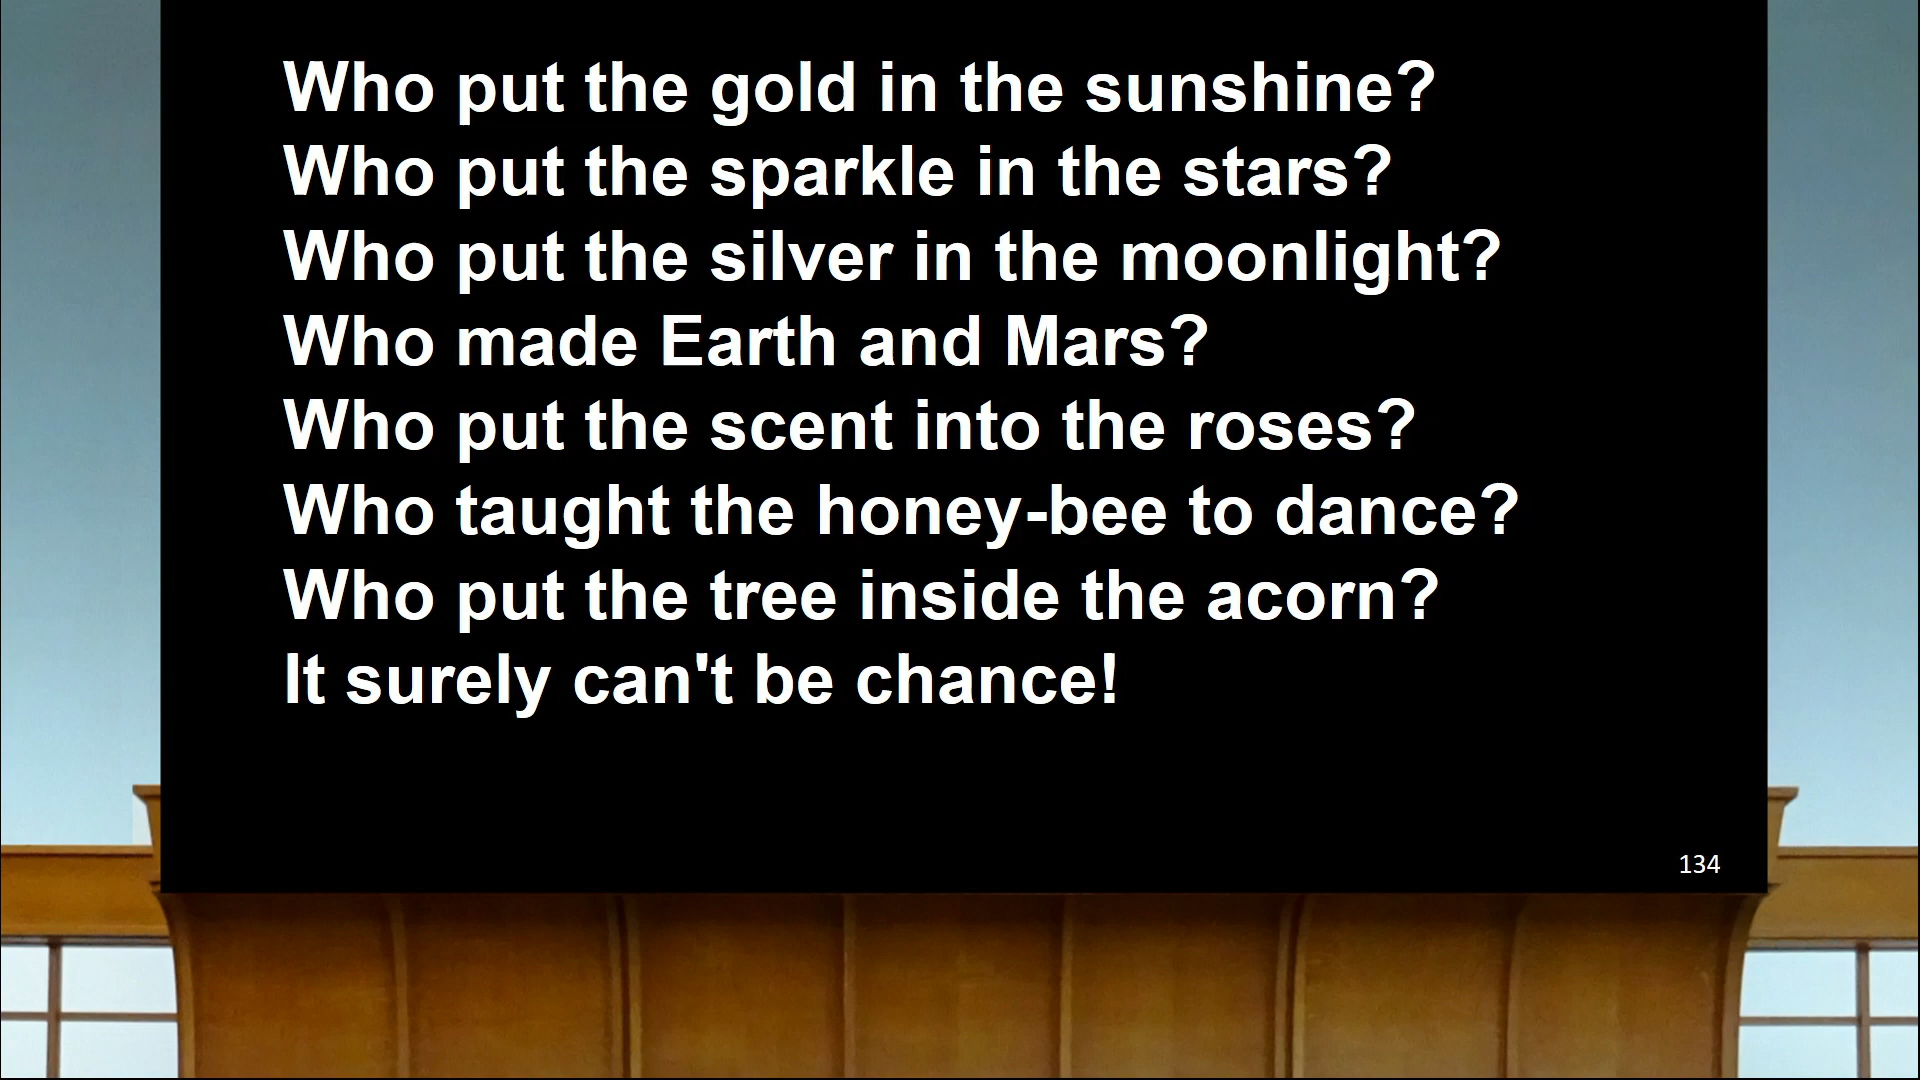 Who put the gold in the sunshine?
Who put the sparkle in the stars?
Who put the silver in the moonlight?
Who made Earth and Mars?
Who put the scent into the roses?
Who taught the honey-bee to dance?
Who put the tree inside the acorn?
It surely can't be chance!
134